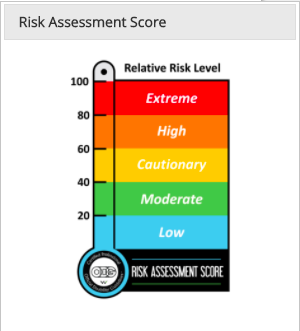 Risk Assessment Score
Relative Risk Level
100
Extreme
80
High
60
Cautionary
40
Moderate
20
Low
RISK ASSESSMENT SCORE